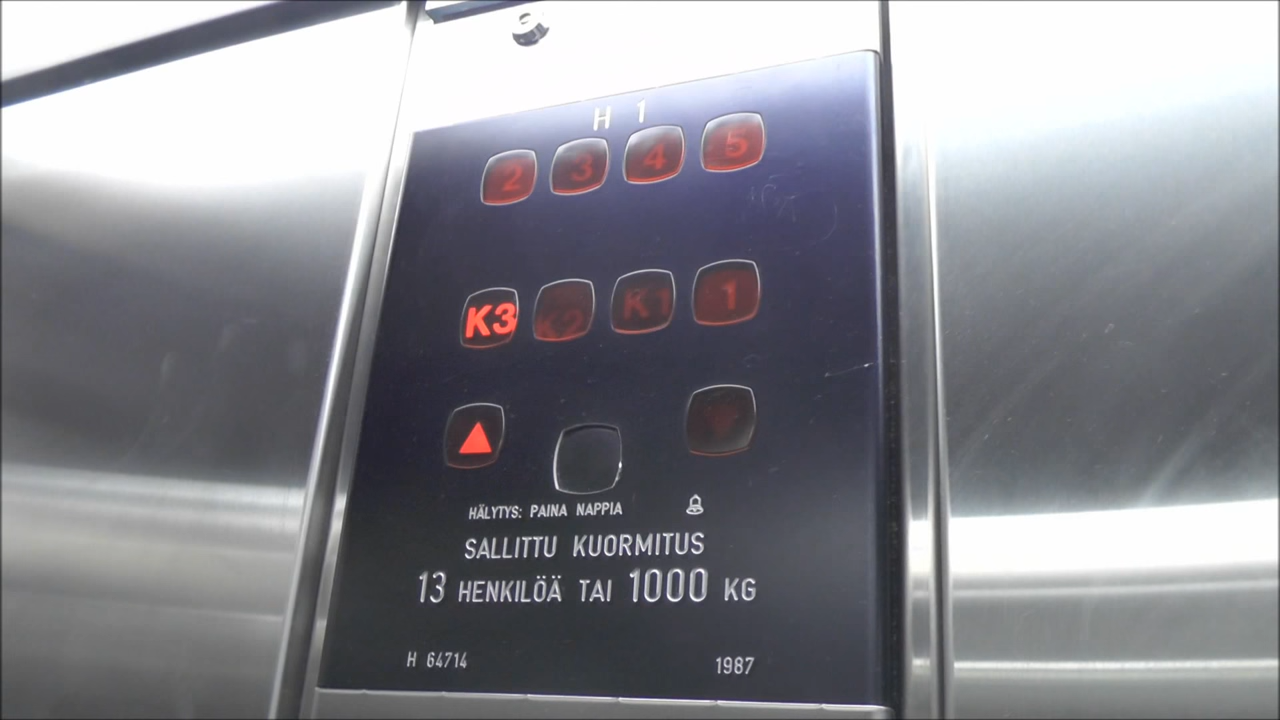 H 1
2 3 4 5
K3 K2 K1 1
HÄLYTYS: PAINA NAPPIA
SALLITTU KUORMITUS
13 HENKILÖÄ TAI 1000 KG
H 64714 1987